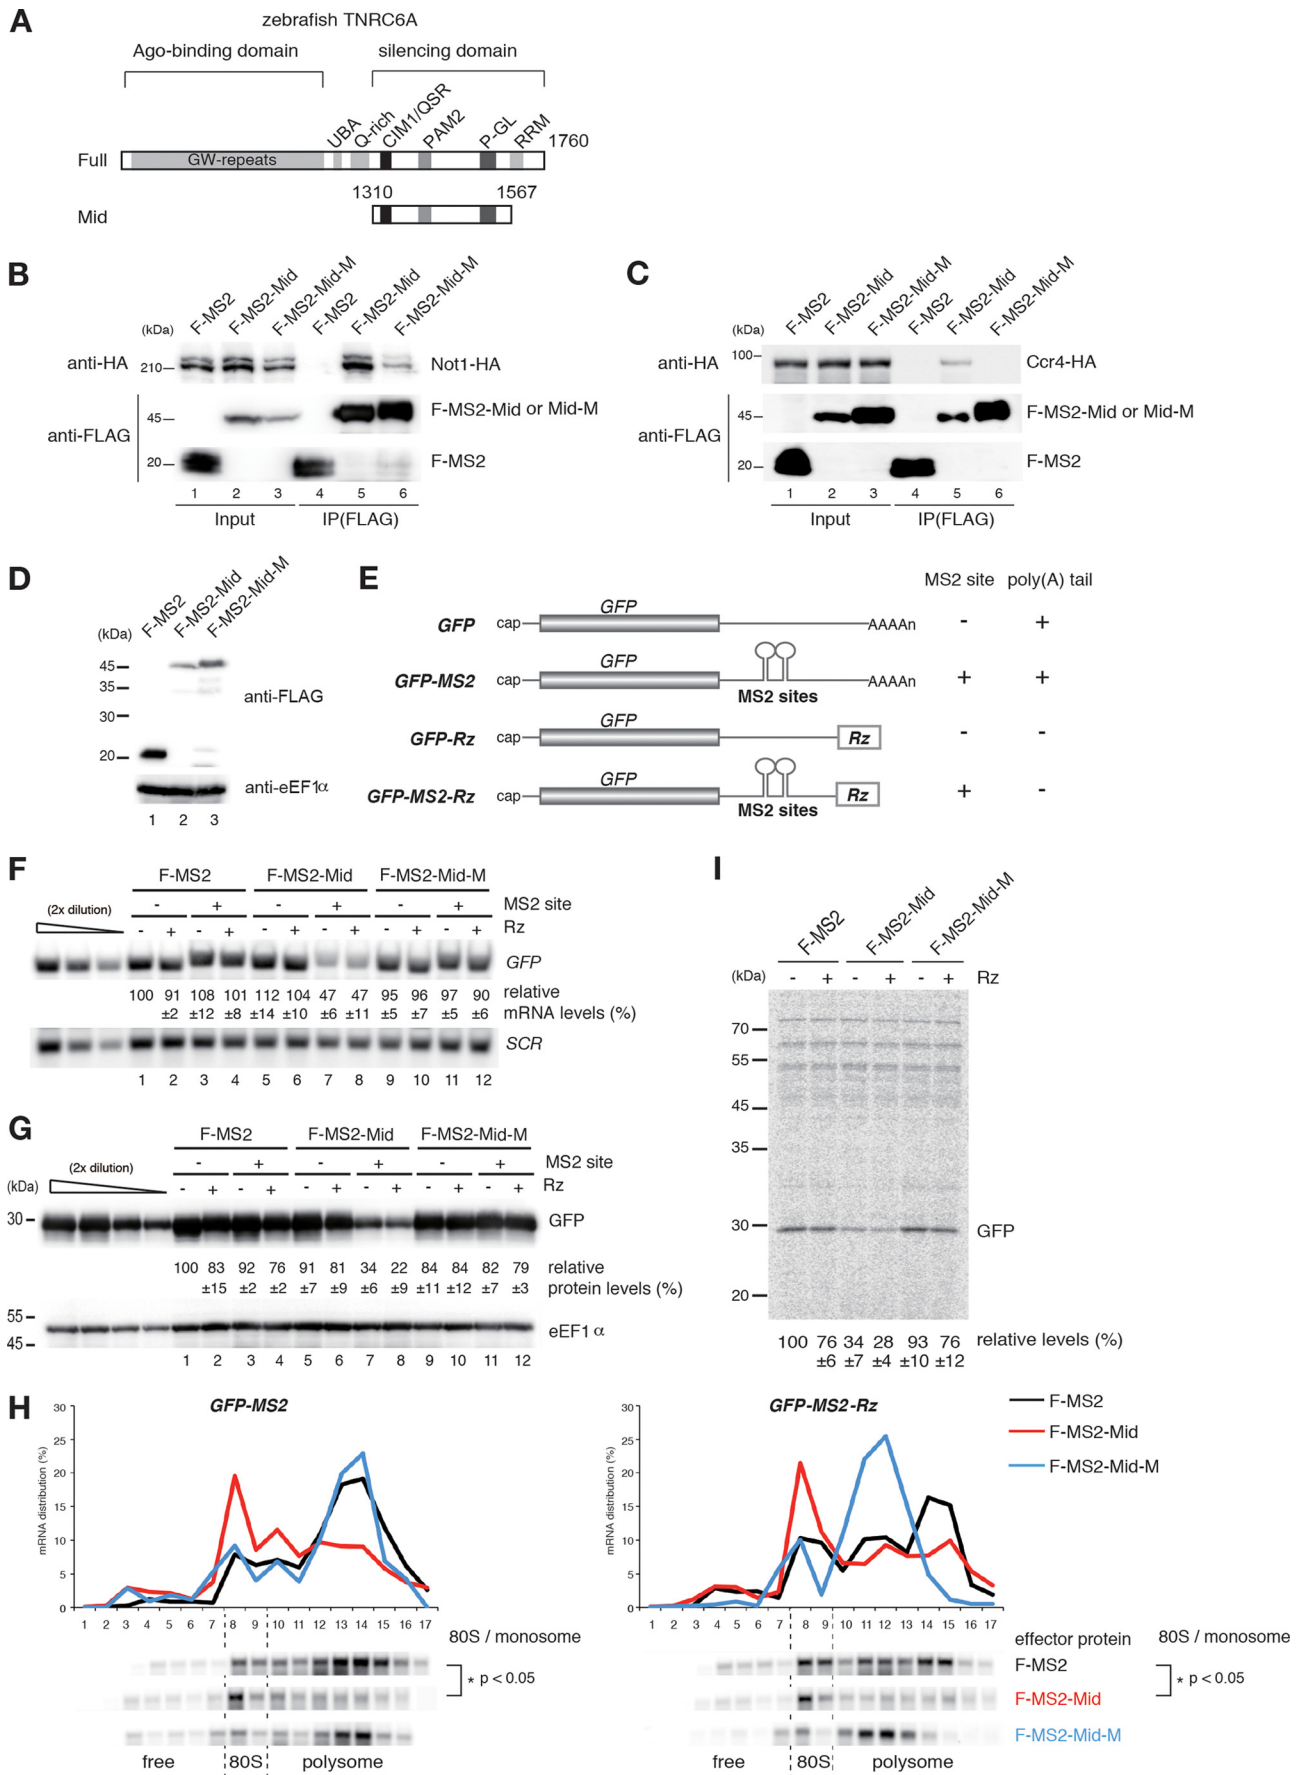 A
zebrafish TNRC6A
Ago-binding domain silencing domain
UBA Q-rich CIM1/QSR PAM2 P-GL RRM
1760
Full GW-repeats
1310 1567
Mid
B
F-MS2 F-MS2-Mid F-MS2-Mid-M F-MS2 F-MS2-Mid F-MS2-Mid-M
(kDa)
anti-HA 210 Not1-HA
45 F-MS2-Mid or Mid-M
anti-FLAG
20 F-MS2
1 2 3 4 5 6
Input IP(FLAG)
C
F-MS2 F-MS2-Mid F-MS2-Mid-M F-MS2 F-MS2-Mid F-MS2-Mid-M
(kDa)
100
anti-HA Ccr4-HA
45 F-MS2-Mid or Mid-M
anti-FLAG
20 F-MS2
1 2 3 4 5 6
Input IP(FLAG)
D
F-MS2 F-MS2-Mid F-MS2-Mid-M
(kDa)
45
35
anti-FLAG
30
20
anti-eEF1α
1 2 3
E
MS2 site poly(A) tail
GFP
GFP cap AAAAn - +
GFP
GFP-MS2 cap AAAAn + +
MS2 sites
GFP
GFP-Rz cap Rz - -
GFP
GFP-MS2-Rz cap Rz + -
MS2 sites
F
F-MS2 F-MS2-Mid F-MS2-Mid-M
(2x dilution) - + - + - + MS2 site
- + - + - + - + - + - + Rz
GFP
100 91 108 101 112 104 47 47 95 96 97 90 relative
±2 ±12 ±8 ±14 ±10 ±6 ±11 ±5 ±7 ±5 ±6 mRNA levels (%)
SCR
1 2 3 4 5 6 7 8 9 10 11 12
G
F-MS2 F-MS2-Mid F-MS2-Mid-M
(2x dilution) - + - + - + MS2 site
(kDa) - + - + - + - + - + - + Rz
30 GFP
100 83 92 76 91 81 34 22 84 84 82 79 relative
±15 ±2 ±2 ±7 ±9 ±6 ±9 ±11 ±12 ±7 ±3 protein levels (%)
55
eEF1α
45
1 2 3 4 5 6 7 8 9 10 11 12
I
F-MS2 F-MS2-Mid F-MS2-Mid-M
(kDa) - + - + - + Rz
70
55
45
35
30 GFP
20
100 76 34 28 93 76 relative levels (%)
±6 ±7 ±4 ±10 ±12
H
GFP-MS2
mRNA distribution (%)
30
25
20
15
10
5
0
1 2 3 4 5 6 7 8 9 10 11 12 13 14 15 16 17
80S / monosome
* p < 0.05
free 80S polysome
GFP-MS2-Rz
mRNA distribution (%)
30
25
20
15
10
5
0
1 2 3 4 5 6 7 8 9 10 11 12 13 14 15 16 17
F-MS2
F-MS2-Mid
F-MS2-Mid-M
effector protein 80S / monosome
F-MS2
* p < 0.05
F-MS2-Mid
F-MS2-Mid-M
free 80S polysome